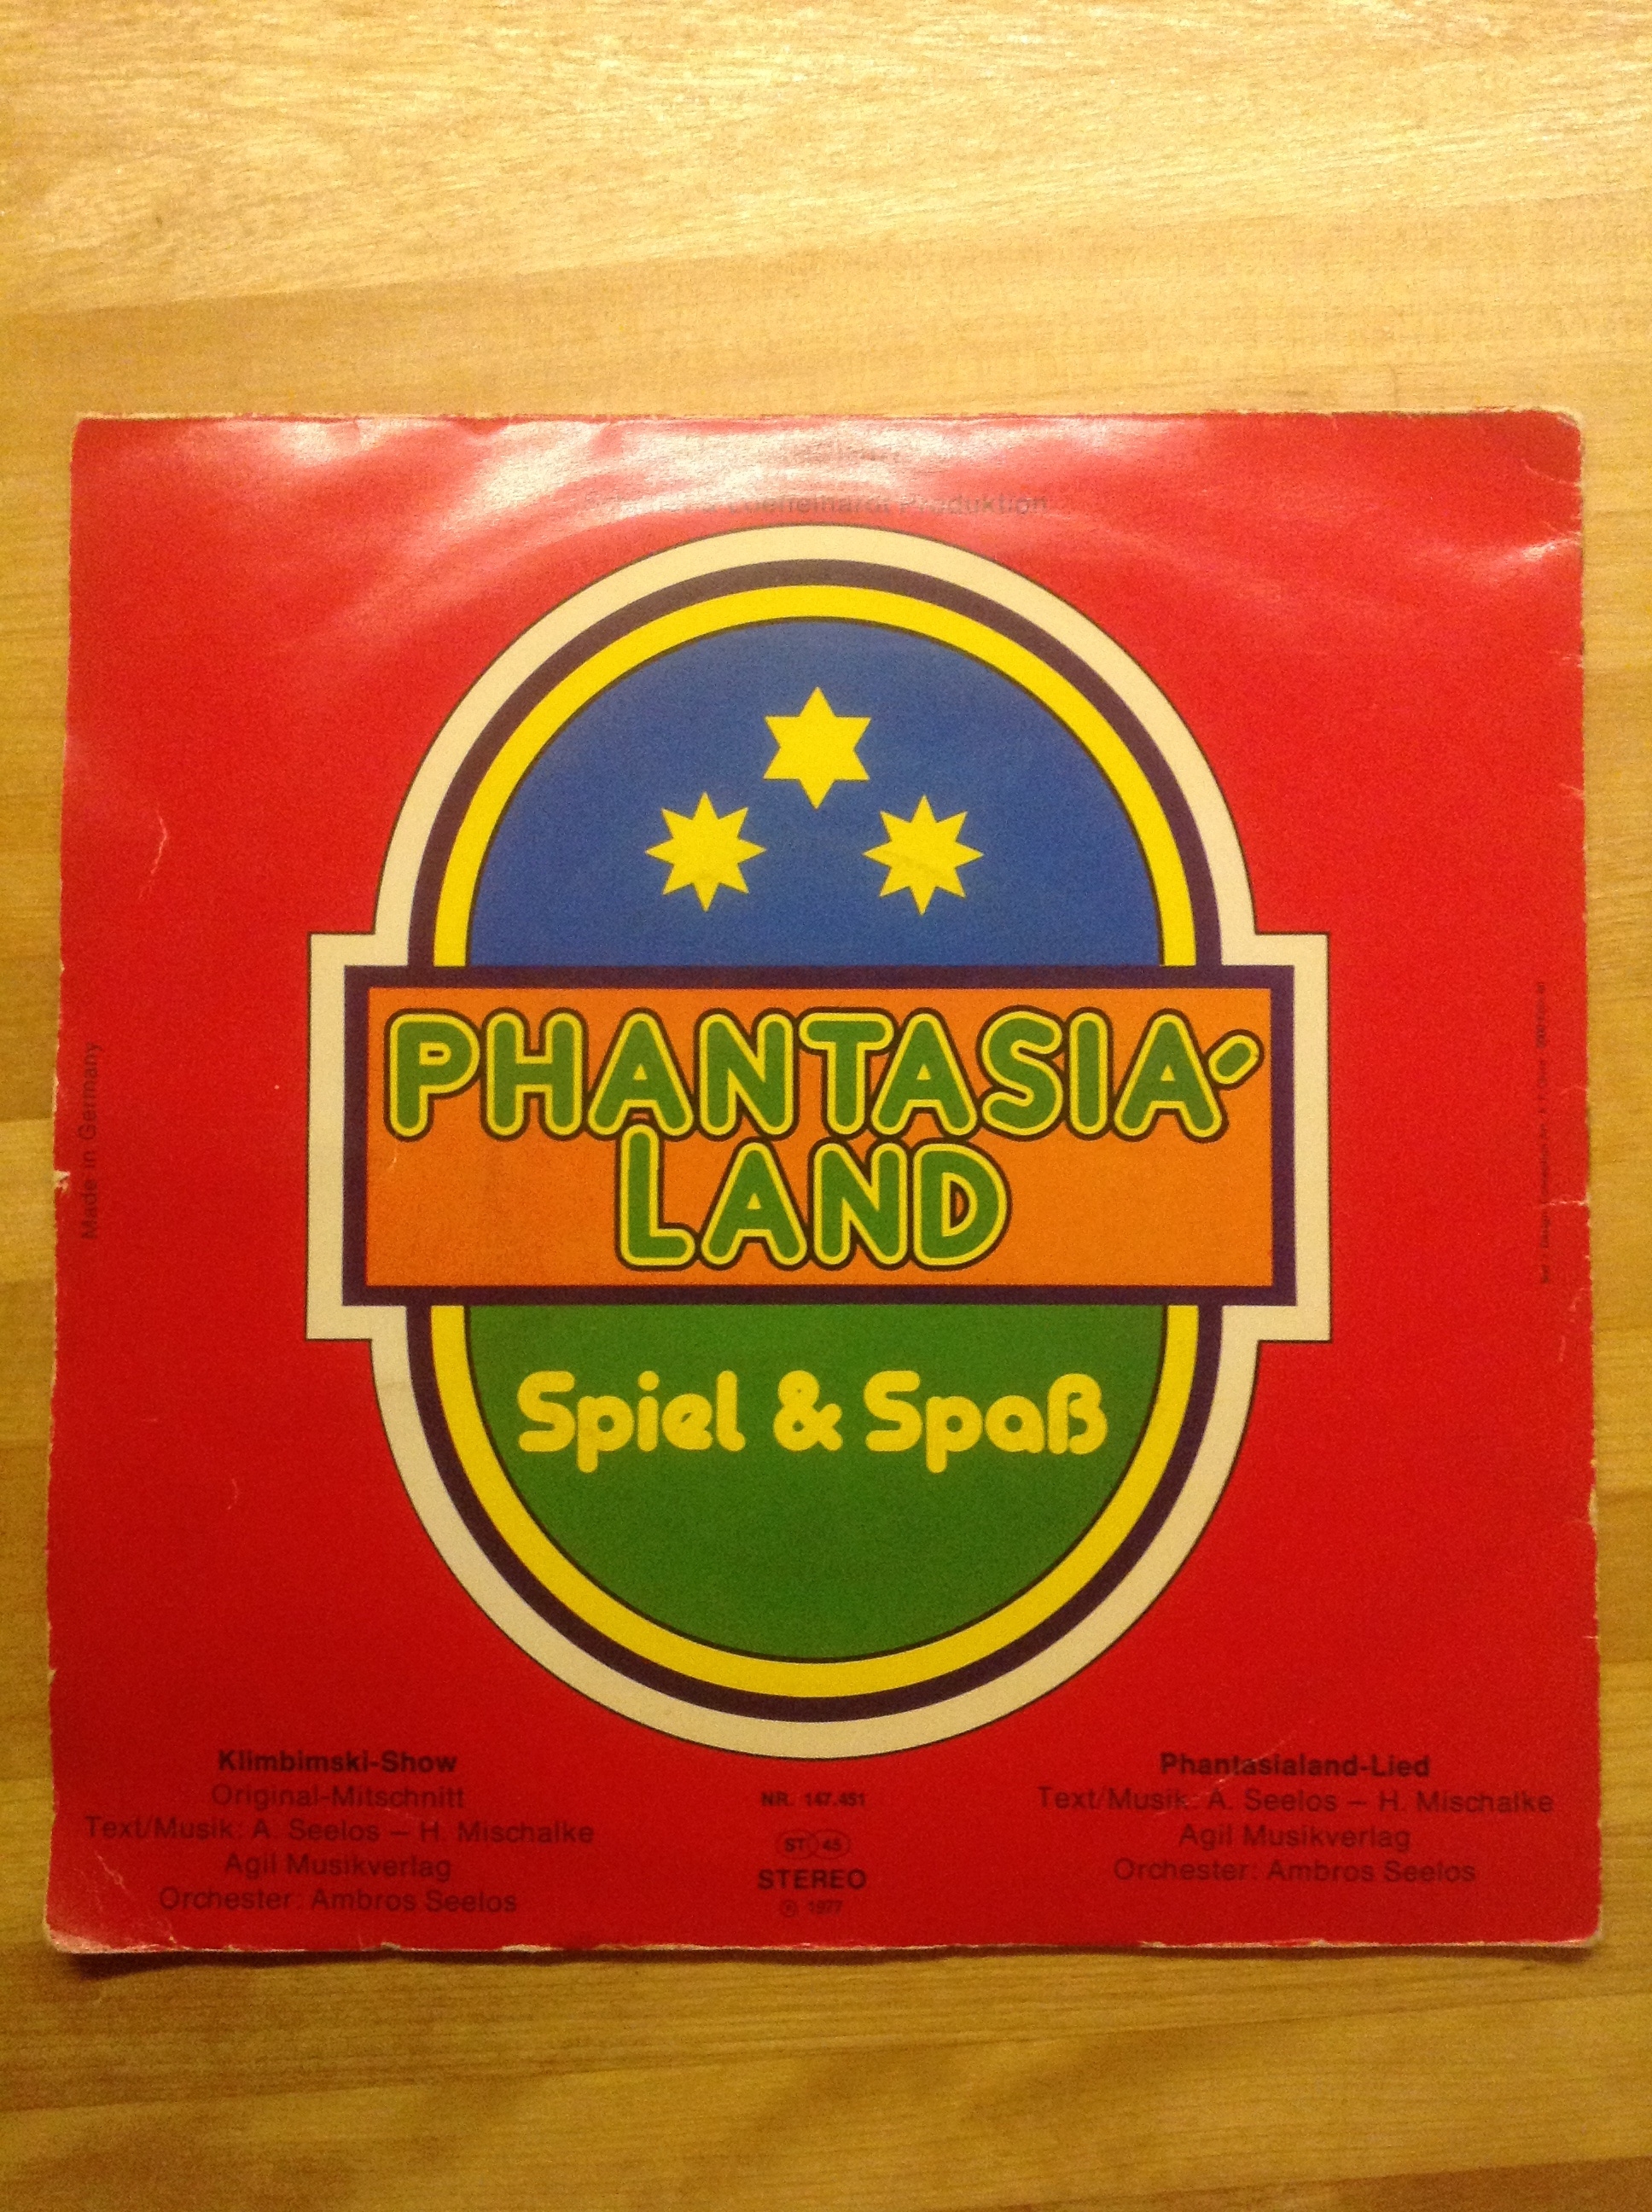 Loeffelhardt Produktion
PHANTASIA
LAND
Spiel & Spaß
Made in Germany
Klimbimski-Show
Original-Mitschnitt
Text/Musik: A. Seelos – H. Mischalke
Agil Musikverlag
Orchester: Ambros Seelos
NR. 147.451
ST 45
STEREO
Ⓟ 1977
Phantasialand-Lied
Text/Musik: A. Seelos – H. Mischalke
Agil Musikverlag
Orchester: Ambros Seelos